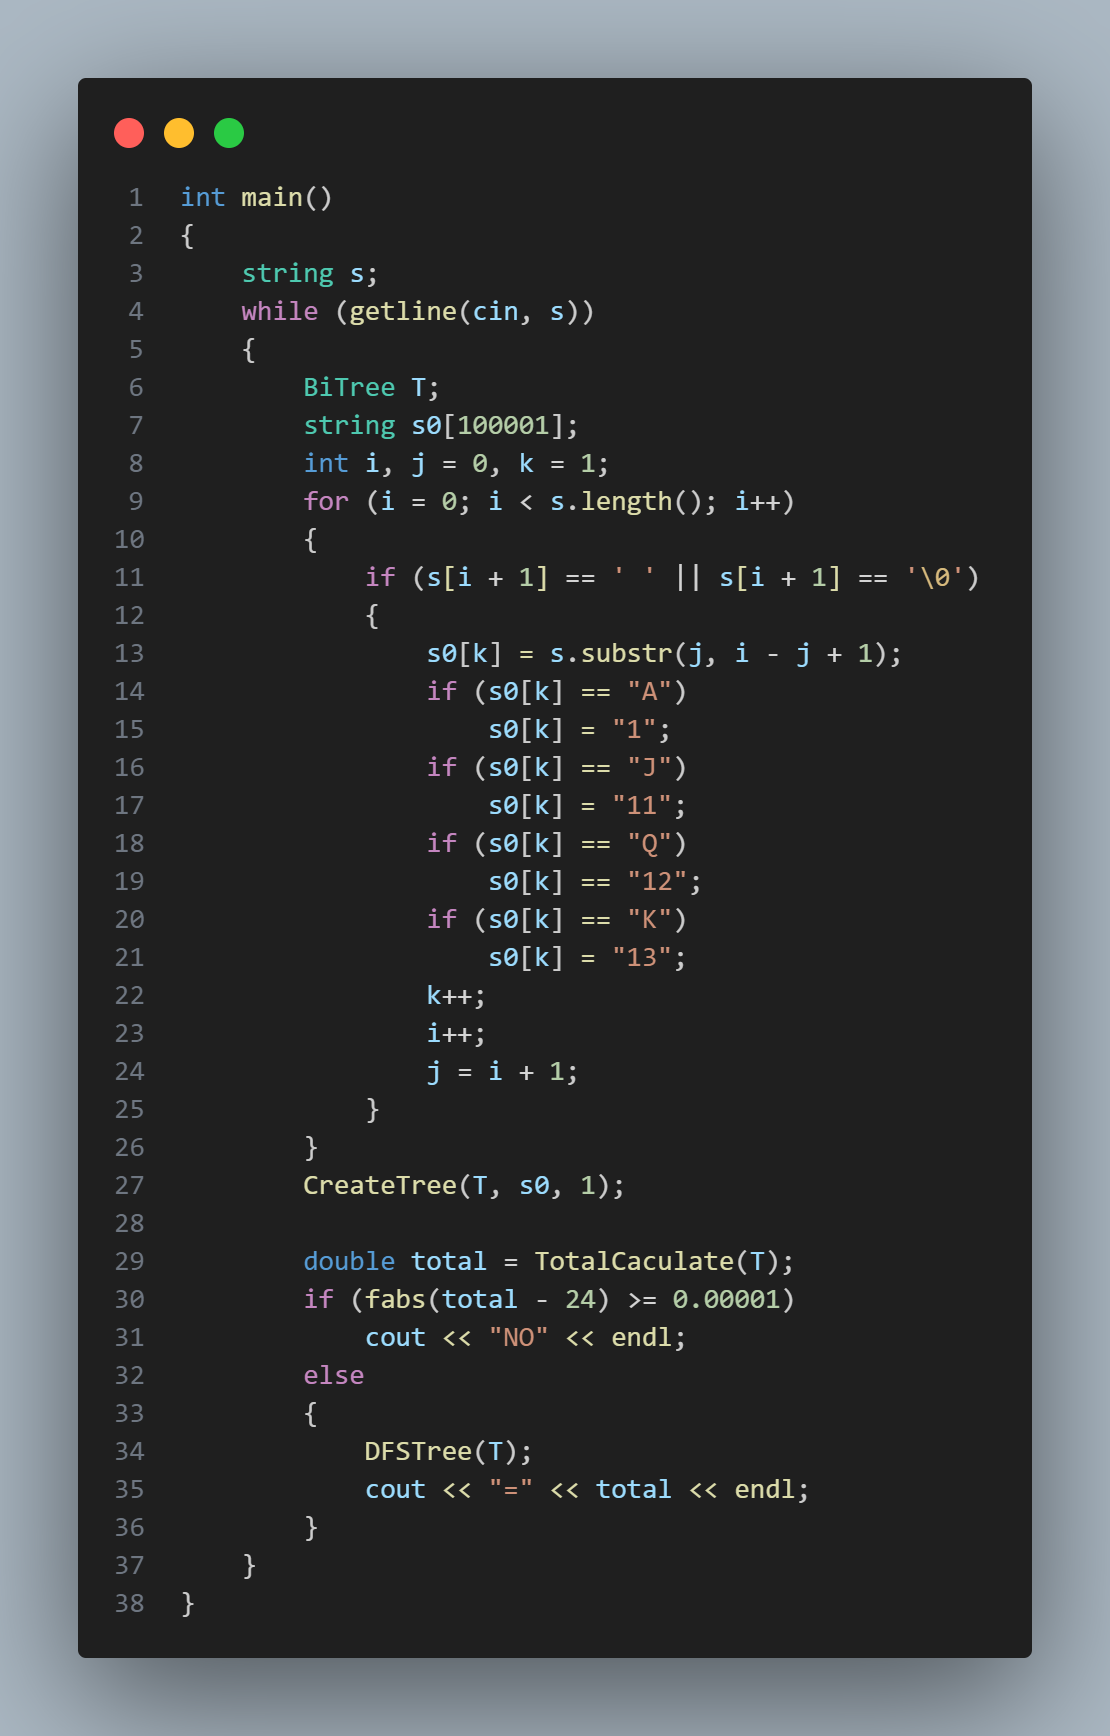 1 int main()
2 {
3     string s;
4     while (getline(cin, s))
5     {
6         BiTree T;
7         string s0[100001];
8         int i, j = 0, k = 1;
9         for (i = 0; i < s.length(); i++)
10         {
11             if (s[i + 1] == ' ' || s[i + 1] == '\0')
12             {
13                 s0[k] = s.substr(j, i - j + 1);
14                 if (s0[k] == "A")
15                     s0[k] = "1";
16                 if (s0[k] == "J")
17                     s0[k] = "11";
18                 if (s0[k] == "Q")
19                     s0[k] == "12";
20                 if (s0[k] == "K")
21                     s0[k] = "13";
22                 k++;
23                 i++;
24                 j = i + 1;
25             }
26         }
27         CreateTree(T, s0, 1);
28
29         double total = TotalCaculate(T);
30         if (fabs(total - 24) >= 0.00001)
31             cout << "NO" << endl;
32         else
33         {
34             DFSTree(T);
35             cout << "=" << total << endl;
36         }
37     }
38 }